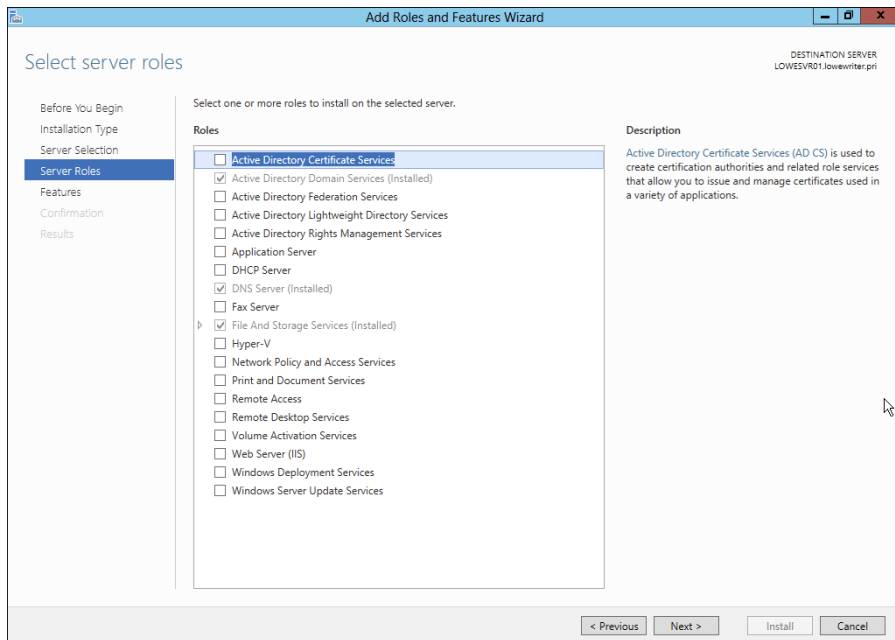 Add Roles and Features Wizard
Select server roles
DESTINATION SERVER
LOWESVR01.lowewriter.pri
Before You Begin
Installation Type
Server Selection
Server Roles
Features
Confirmation
Results
Select one or more roles to install on the selected server.
Roles
Active Directory Certificate Services
Active Directory Domain Services (Installed)
Active Directory Federation Services
Active Directory Lightweight Directory Services
Active Directory Rights Management Services
Application Server
DHCP Server
DNS Server (Installed)
Fax Server
File And Storage Services (Installed)
Hyper-V
Network Policy and Access Services
Print and Document Services
Remote Access
Remote Desktop Services
Volume Activation Services
Web Server (IIS)
Windows Deployment Services
Windows Server Update Services
Description
Active Directory Certificate Services (AD CS) is used to
create certification authorities and related role services
that allow you to issue and manage certificates used in
a variety of applications.
< Previous
Next >
Install
Cancel